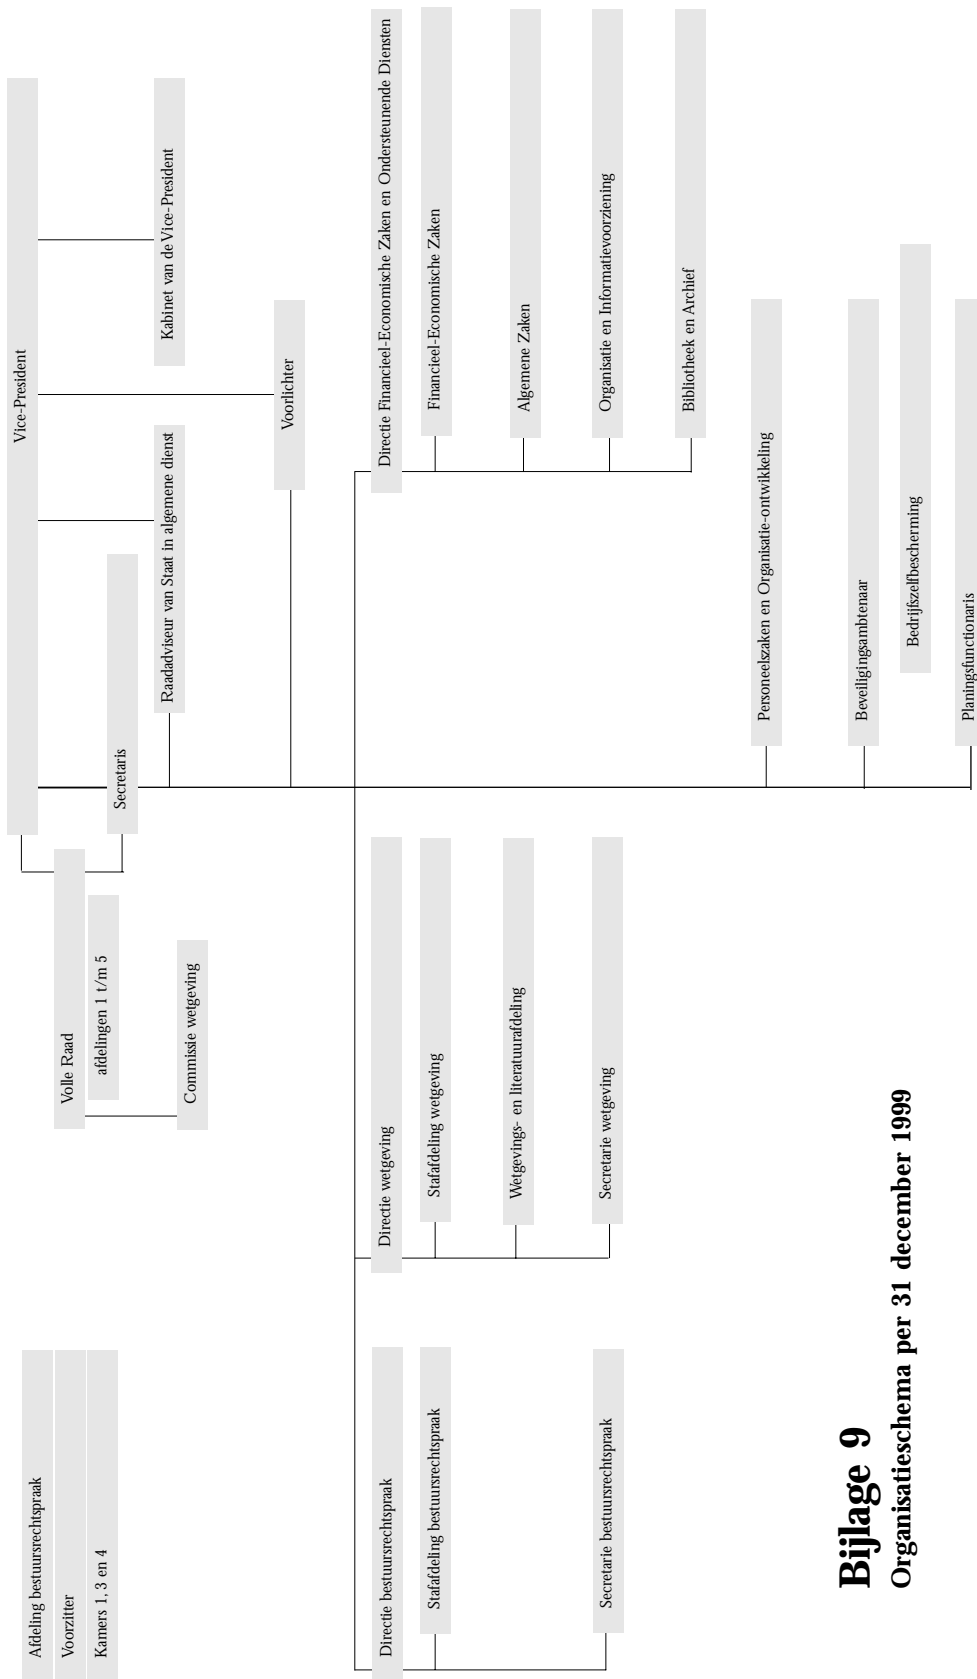 Bijlage 9
Organisatieschema per 31 december 1999
Afdeling bestuursrechtspraak
Voorzitter
Kamers 1, 3 en 4
Vice-President
Volle Raad
afdelingen 1 t/m 5
Commissie wetgeving
Secretaris
Raadadviseur van Staat in algemene dienst
Kabinet van de Vice-President
Voorlichter
Directie bestuursrechtspraak
Stafafdeling bestuursrechtspraak
Secretarie bestuursrechtspraak
Directie wetgeving
Stafafdeling wetgeving
Wetgevings- en literatuurafdeling
Secretarie wetgeving
Directie Financieel-Economische Zaken en Ondersteunende Diensten
Financieel-Economische Zaken
Algemene Zaken
Organisatie en Informatievoorziening
Bibliotheek en Archief
Personeelszaken en Organisatie-ontwikkeling
Beveiligingsambtenaar
Bedrijfszelfbescherming
Planingsfunctionaris